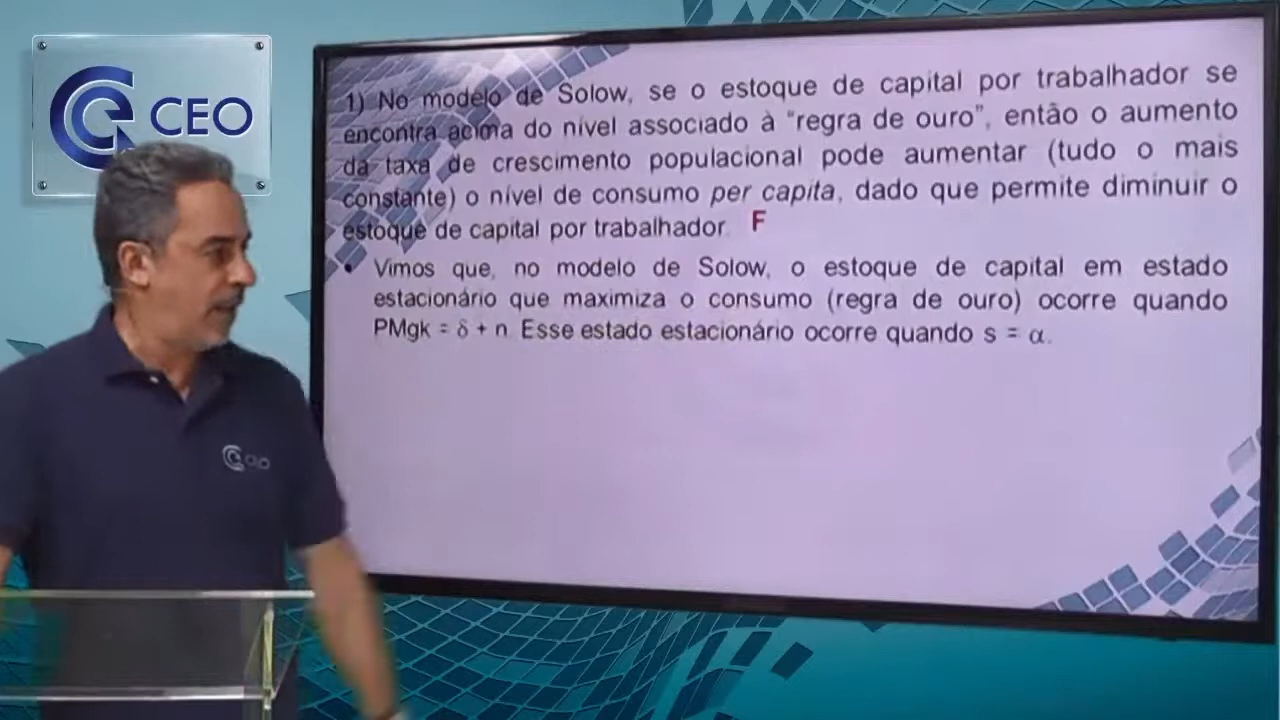 CEO
1) No modelo de Solow, se o estoque de capital por trabalhador se
encontra acima do nível associado à “regra de ouro”, então o aumento
da taxa de crescimento populacional pode aumentar (tudo o mais
constante) o nível de consumo per capita, dado que permite diminuir o
estoque de capital por trabalhador. F
• Vimos que, no modelo de Solow, o estoque de capital em estado
estacionário que maximiza o consumo (regra de ouro) ocorre quando
PMgk = δ + n. Esse estado estacionário ocorre quando s = α.
CEO